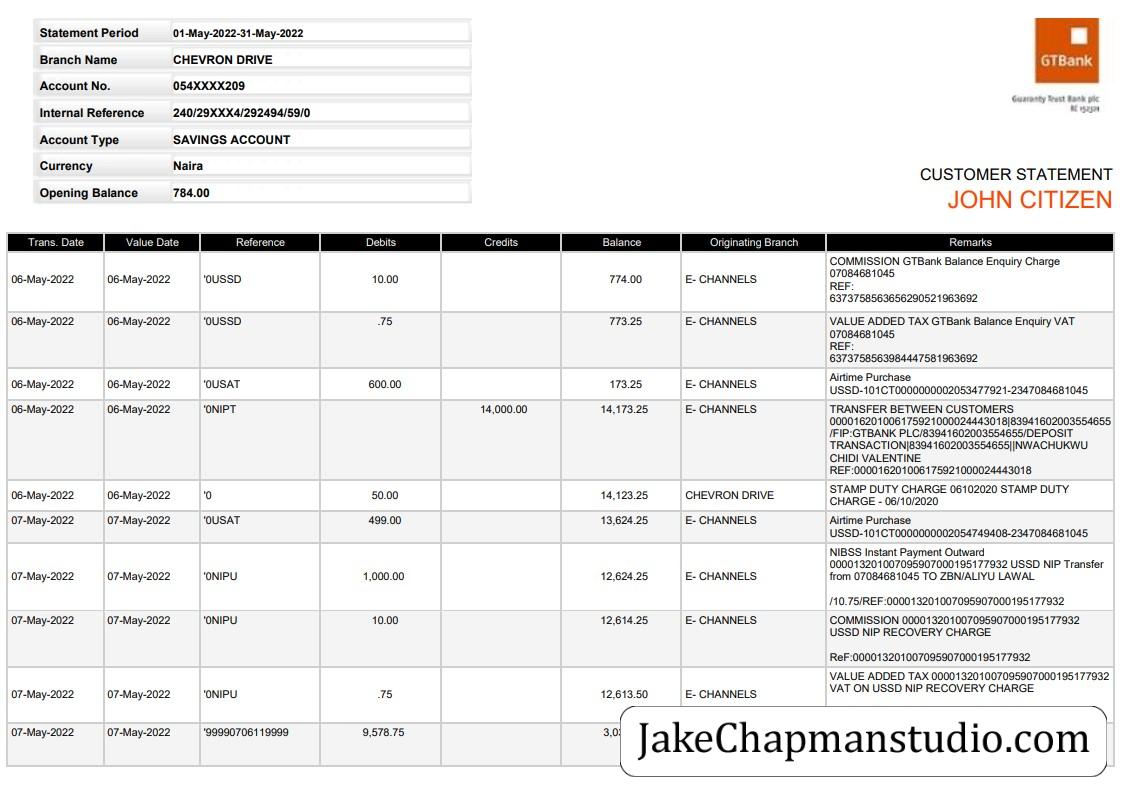 Statement Period 01-May-2022-31-May-2022
Branch Name CHEVRON DRIVE
Account No. 054XXXX209
Internal Reference 240/29XXX4/292494/59/0
Account Type SAVINGS ACCOUNT
Currency Naira
Opening Balance 784.00
GTBank
Guaranty Trust Bank plc
RC 152321
CUSTOMER STATEMENT
JOHN CITIZEN
Trans. Date Value Date Reference Debits Credits Balance Originating Branch Remarks
06-May-2022 06-May-2022 '0USSD 10.00 774.00 E- CHANNELS COMMISSION GTBank Balance Enquiry Charge
07084681045
REF:
6373758563656290521963692
06-May-2022 06-May-2022 '0USSD .75 773.25 E- CHANNELS VALUE ADDED TAX GTBank Balance Enquiry VAT
07084681045
REF:
6373758563984447581963692
06-May-2022 06-May-2022 '0USAT 600.00 173.25 E- CHANNELS Airtime Purchase
USSD-101CT0000000002053477921-2347084681045
06-May-2022 06-May-2022 '0NIPT 14,000.00 14,173.25 E- CHANNELS TRANSFER BETWEEN CUSTOMERS
000016201006175921000024443018|83941602003554655
/FIP:GTBANK PLC/83941602003554655/DEPOSIT
TRANSACTION|83941602003554655||NWACHUKWU
CHIDI VALENTINE
REF:000016201006175921000024443018
06-May-2022 06-May-2022 '0 50.00 14,123.25 CHEVRON DRIVE STAMP DUTY CHARGE 06102020 STAMP DUTY
CHARGE - 06/10/2020
07-May-2022 07-May-2022 '0USAT 499.00 13,624.25 E- CHANNELS Airtime Purchase
USSD-101CT0000000002054749408-2347084681045
07-May-2022 07-May-2022 '0NIPU 1,000.00 12,624.25 E- CHANNELS NIBSS Instant Payment Outward
000013201007095907000195177932 USSD NIP Transfer
from 07084681045 TO ZBN/ALIYU LAWAL
/10.75/REF:000013201007095907000195177932
07-May-2022 07-May-2022 '0NIPU 10.00 12,614.25 E- CHANNELS COMMISSION 000013201007095907000195177932
USSD NIP RECOVERY CHARGE
ReF:000013201007095907000195177932
07-May-2022 07-May-2022 '0NIPU .75 12,613.50 E- CHANNELS VALUE ADDED TAX 000013201007095907000195177932
VAT ON USSD NIP RECOVERY CHARGE
07-May-2022 07-May-2022 '99990706119999 9,578.75
JakeChapmanstudio.com